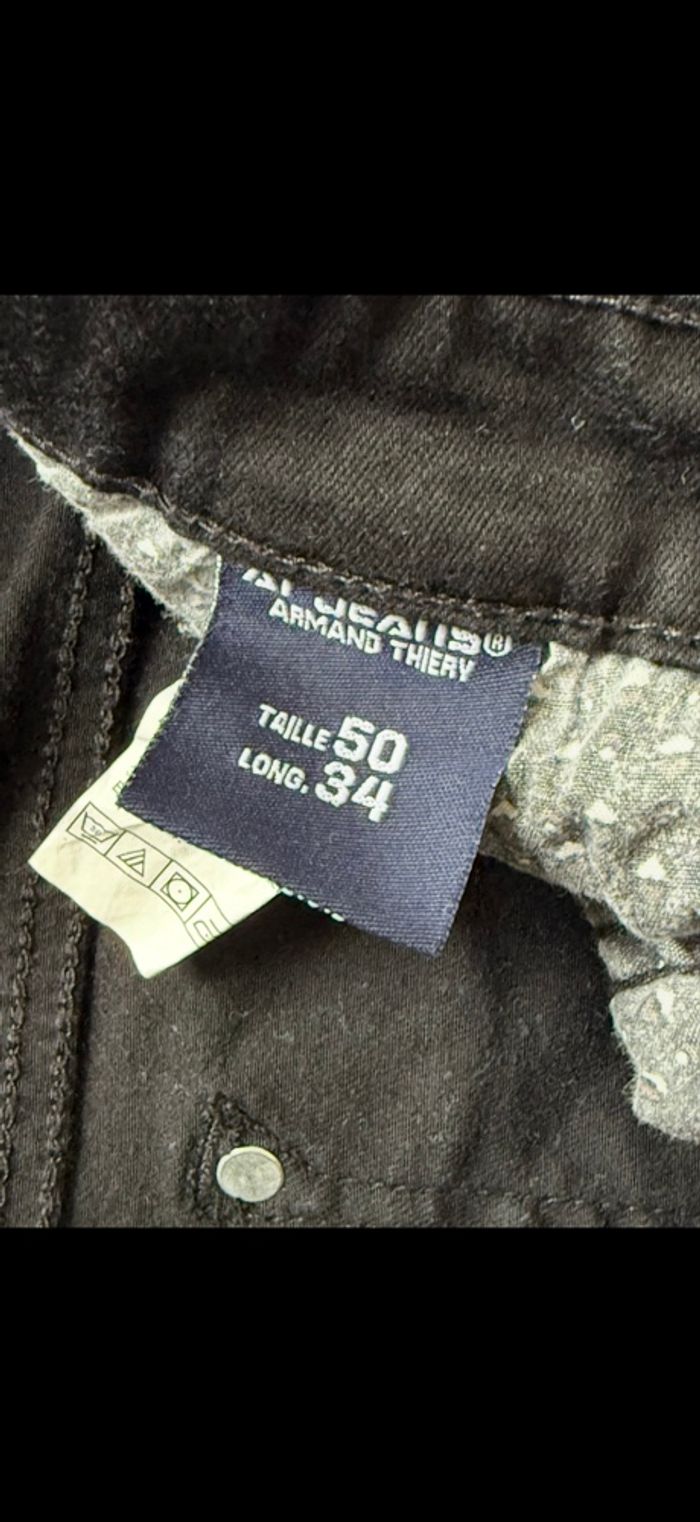 AT JEANS®
ARMAND THIERY
TAILLE 50
LONG. 34